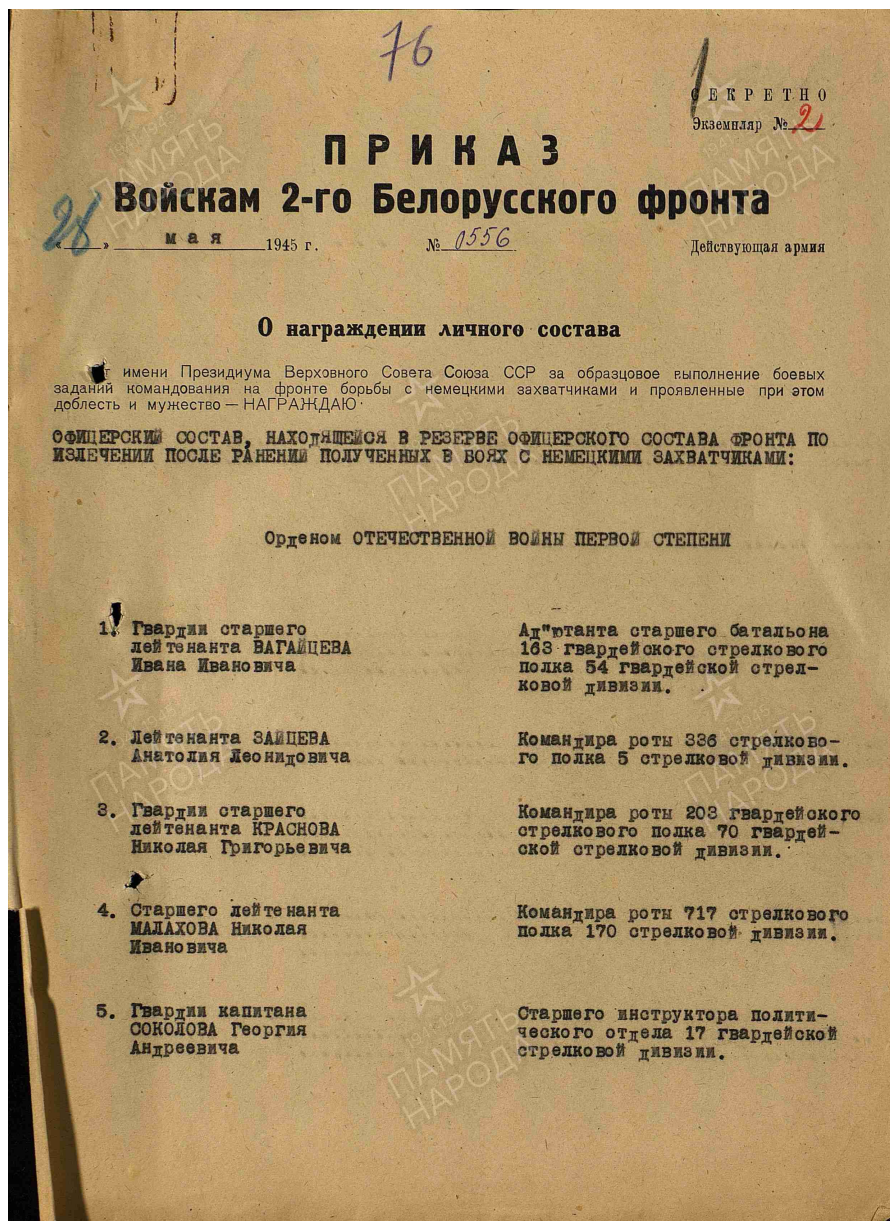 76
СЕКРЕТНО
Экземпляр № 2
ПРИКАЗ
Войскам 2-го Белорусского фронта
«28» мая 1945 г. № 0556 Действующая армия
О награждении личного состава
от имени Президиума Верховного Совета Союза ССР за образцовое выполнение боевых
заданий командования на фронте борьбы с немецкими захватчиками и проявленные при этом
доблесть и мужество — НАГРАЖДАЮ:
ОФИЦЕРСКИЙ СОСТАВ, НАХОДЯЩЕЙСЯ В РЕЗЕРВЕ ОФИЦЕРСКОГО СОСТАВА ФРОНТА ПО
ИЗЛЕЧЕНИИ ПОСЛЕ РАНЕНИЙ ПОЛУЧЕННЫХ В БОЯХ С НЕМЕЦКИМИ ЗАХВАТЧИКАМИ:
Орденом ОТЕЧЕСТВЕННОЙ ВОЙНЫ ПЕРВОЙ СТЕПЕНИ
1. Гвардии старшего
лейтенанта ВАГАЙЦЕВА
Ивана Ивановича
Ад"ютанта старшего батальона
163 гвардейского стрелкового
полка 54 гвардейской стрел-
ковой дивизии.
2. Лейтенанта ЗАЙЦЕВА
Анатолия Леонидовича
Командира роты 336 стрелково-
го полка 5 стрелковой дивизии.
3. Гвардии старшего
лейтенанта КРАСНОВА
Николая Григорьевича
Командира роты 203 гвардейского
стрелкового полка 70 гвардей-
ской стрелковой дивизии.
4. Старшего лейтенанта
МАЛАХОВА Николая
Ивановича
Командира роты 717 стрелкового
полка 170 стрелковой дивизии.
5. Гвардии капитана
СОКОЛОВА Георгия
Андреевича
Старшего инструктора полити-
ческого отдела 17 гвардейской
стрелковой дивизии.
ПАМЯТЬ
НАРОДА